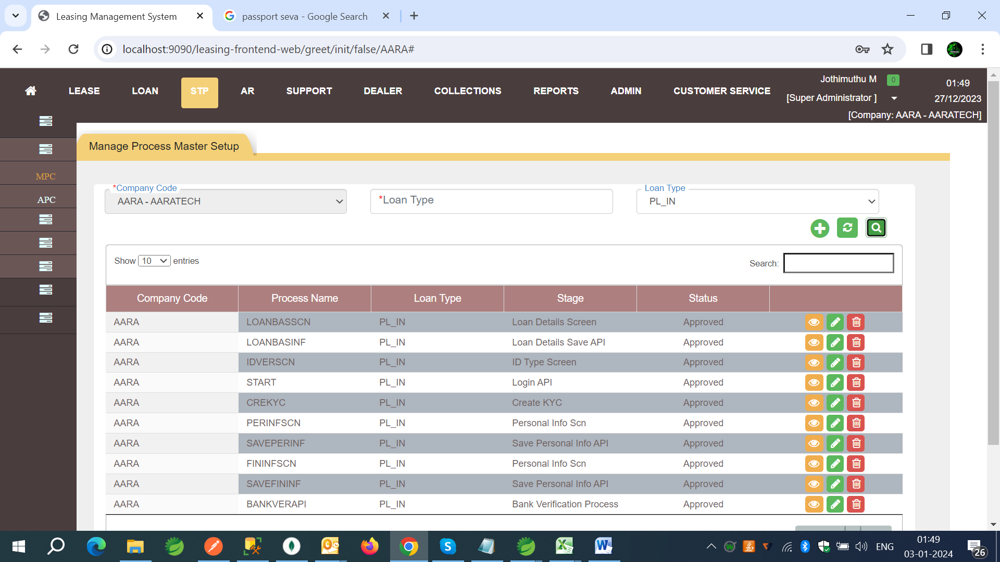 Leasing Management System
passport seva - Google Search
localhost:9090/leasing-frontend-web/greet/init/false/AARA#
LEASE LOAN STP AR SUPPORT DEALER COLLECTIONS REPORTS ADMIN CUSTOMER SERVICE
Jothimuthu M 0
[Super Administrator ]
01:49
27/12/2023
[Company: AARA - AARATECH]
MPC
APC
Manage Process Master Setup
*Company Code
AARA - AARATECH
*Loan Type
Loan Type
PL_IN
Show 10 entries
Search:
Company Code Process Name Loan Type Stage Status
AARA LOANBASSCN PL_IN Loan Details Screen Approved
AARA LOANBASINF PL_IN Loan Details Save API Approved
AARA IDVERSCN PL_IN ID Type Screen Approved
AARA START PL_IN Login API Approved
AARA CREKYC PL_IN Create KYC Approved
AARA PERINFSCN PL_IN Personal Info Scn Approved
AARA SAVEPERINF PL_IN Save Personal Info API Approved
AARA FININFSCN PL_IN Personal Info Scn Approved
AARA SAVEFININF PL_IN Save Personal Info API Approved
AARA BANKVERAPI PL_IN Bank Verification Process Approved
ENG
01:49
03-01-2024
26